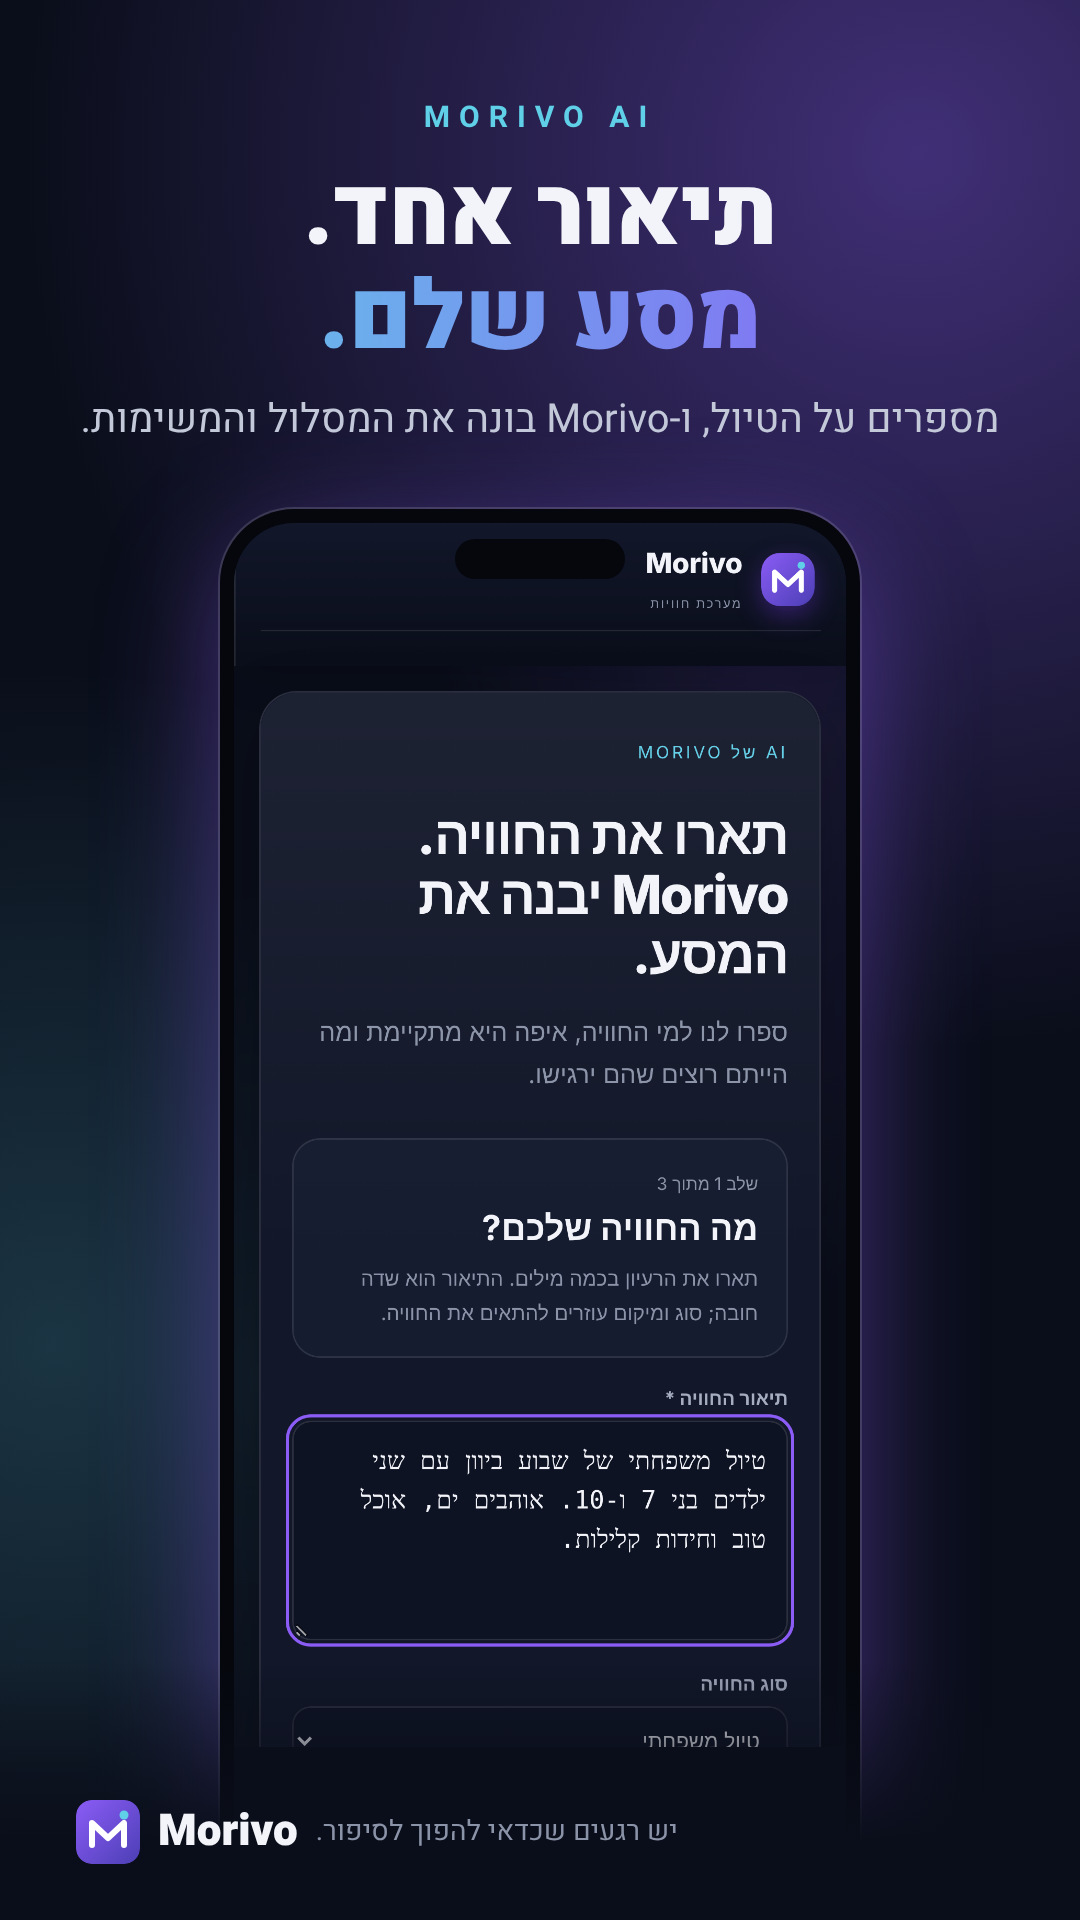 MORIVO AI
תיאור אחד.
מסע שלם.
מספרים על הטיול, ו-Morivo בונה את המסלול והמשימות.
Morivo
מערכת חוויות
AI של MORIVO
תארו את החוויה.
Morivo יבנה את
המסע.
ספרו לנו למי החוויה, איפה היא מתקיימת ומה
הייתם רוצים שהם ירגישו.
שלב 1 מתוך 3
מה החוויה שלכם?
תארו את הרעיון בכמה מילים. התיאור הוא שדה
חובה; סוג ומיקום עוזרים להתאים את החוויה.
תיאור החוויה *
טיול משפחתי של שבוע ביוון עם שני
ילדים בני 7 ו-10. אוהבים ים, אוכל
טוב וחידות קלילות.
סוג החוויה
טיול משפחתי
Morivo יש רגעים שכדאי להפוך לסיפור.